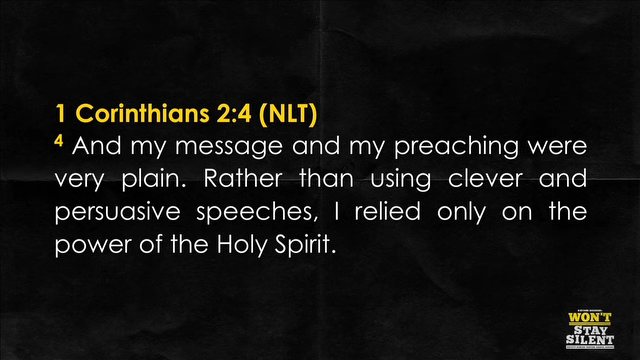 1 Corinthians 2:4 (NLT)
4 And my message and my preaching were
very plain. Rather than using clever and
persuasive speeches, I relied only on the
power of the Holy Spirit.
WON'T
STAY
SILENT